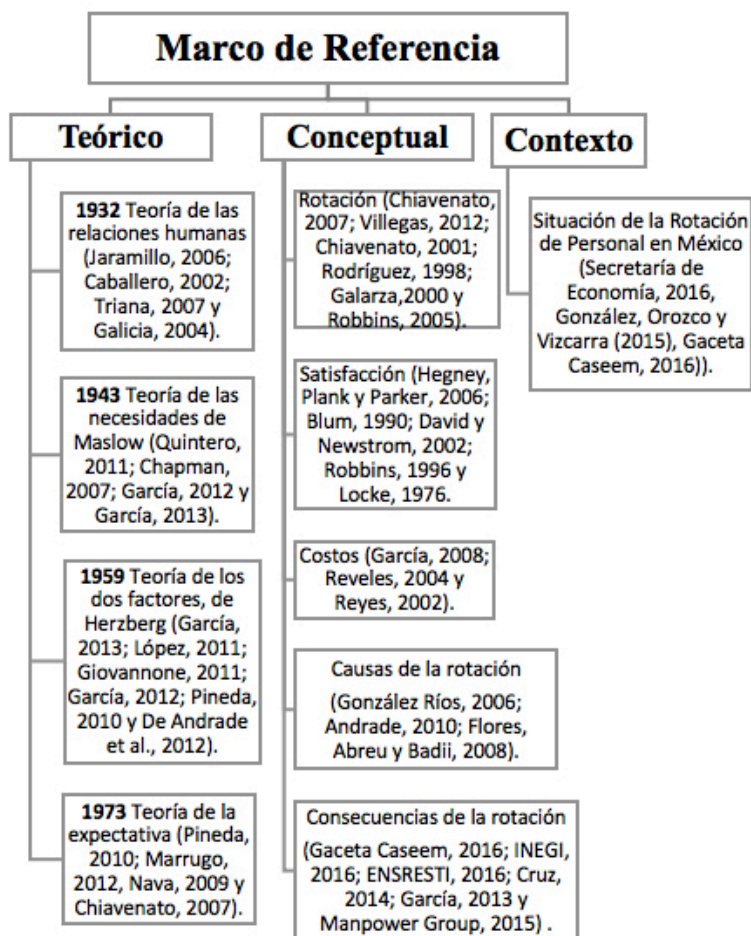 Marco de Referencia
Teórico
1932 Teoría de las
relaciones humanas
(Jaramillo, 2006;
Caballero, 2002;
Triana, 2007 y
Galicia, 2004).
1943 Teoría de las
necesidades de
Maslow (Quintero,
2011; Chapman,
2007; García, 2012 y
García, 2013).
1959 Teoría de los
dos factores, de
Herzberg (García,
2013; López, 2011;
Giovannone, 2011;
García, 2012; Pineda,
2010 y De Andrade
et al., 2012).
1973 Teoría de la
expectativa (Pineda,
2010; Marrugo,
2012, Nava, 2009 y
Chiavenato, 2007).
Conceptual
Rotación (Chiavenato,
2007; Villegas, 2012;
Chiavenato, 2001;
Rodríguez, 1998;
Galarza,2000 y
Robbins, 2005).
Satisfacción (Hegney,
Plank y Parker, 2006;
Blum, 1990; David y
Newstrom, 2002;
Robbins, 1996 y
Locke, 1976.
Costos (García, 2008;
Reveles, 2004 y
Reyes, 2002).
Causas de la rotación
(González Ríos, 2006;
Andrade, 2010; Flores,
Abreu y Badii, 2008).
Consecuencias de la rotación
(Gaceta Caseem, 2016; INEGI,
2016; ENSRESTI, 2016; Cruz,
2014; García, 2013 y
Manpower Group, 2015) .
Contexto
Situación de la Rotación
de Personal en México
(Secretaría de
Economía, 2016,
González, Orozco y
Vizcarra (2015), Gaceta
Caseem, 2016)).